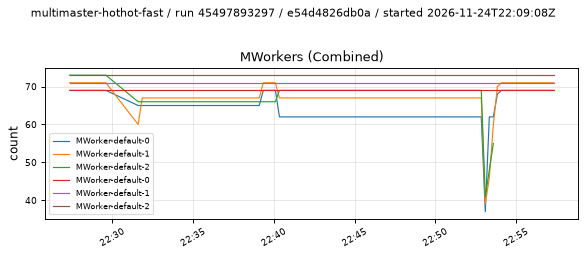 multimaster-hothot-fast / run 45497893297 / e54d4826db0a / started 2026-11-24T22:09:08Z
MWorkers (Combined)
count
70
60
50
40
MWorker-default-0
MWorker-default-1
MWorker-default-2
MWorker-default-0
MWorker-default-1
MWorker-default-2
22:30
22:35
22:40
22:45
22:50
22:55